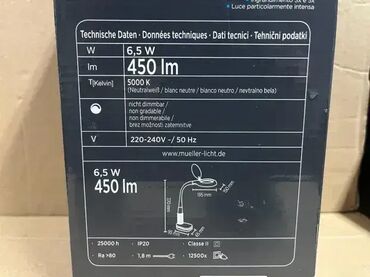 Ingrandimento 3x e 5x
Luce particolarmente intensa
Technische Daten · Données techniques · Dati tecnici · Tehnični podatki
W 6,5 W
lm 450 lm
T[Kelvin] 5000 K
(Neutralweiß / blanc neutre / bianco neutro / nevtralno bela)
nicht dimmbar /
non gradable /
non dimmerabile /
brez možnosti zatemnitve
V 220-240V ~/ 50 Hz
www.mueller-licht.de
6,5 W
450 lm
25000 h IP20 Classe II
Ra >80 1,8 m 12500x